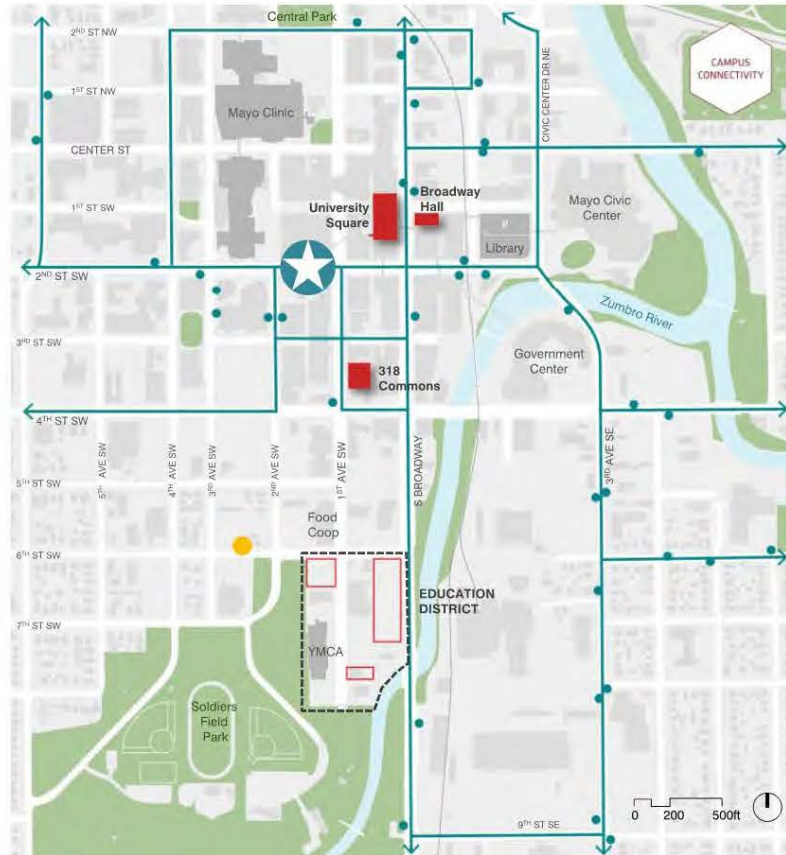 Central Park
2ND ST NW
CAMPUS
CONNECTIVITY
1ST ST NW
CIVIC CENTER DR NE
Mayo Clinic
CENTER ST
University
Square
Broadway
Hall
1ST ST SW
Mayo Civic
Center
Library
2ND ST SW
Zumbro River
3RD ST SW
Government
Center
318
Commons
4TH ST SW
5TH AVE SW
4TH AVE SW
3RD AVE SW
2ND AVE SW
1ST AVE SW
S BROADWAY
3RD AVE SE
5TH ST SW
Food
Coop
6TH ST SW
EDUCATION
DISTRICT
7TH ST SW
YMCA
Soldiers
Field
Park
0 200 500ft
9TH ST SE